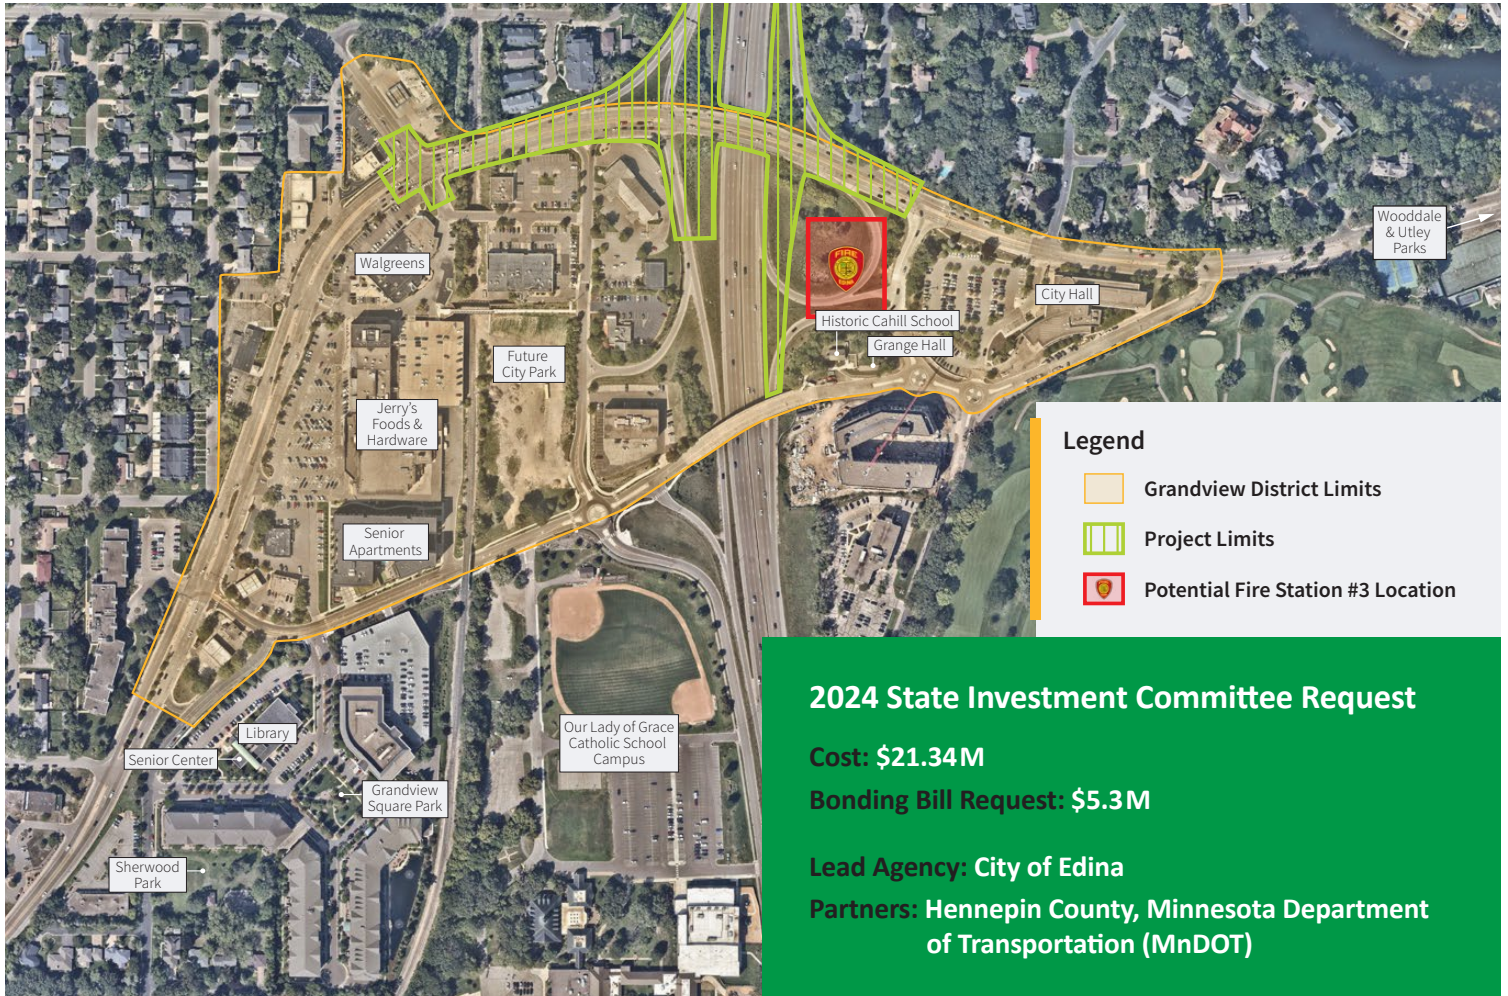 Wooddale
& Utley
Parks
Walgreens
FIRE
City Hall
Historic Cahill School
Grange Hall
Future
City Park
Jerry's
Foods &
Hardware
Senior
Apartments
Library
Senior Center
Our Lady of Grace
Catholic School
Campus
Grandview
Square Park
Sherwood
Park
Legend
Grandview District Limits
Project Limits
Potential Fire Station #3 Location
2024 State Investment Committee Request
Cost: $21.34M
Bonding Bill Request: $5.3M
Lead Agency: City of Edina
Partners: Hennepin County, Minnesota Department
of Transportation (MnDOT)